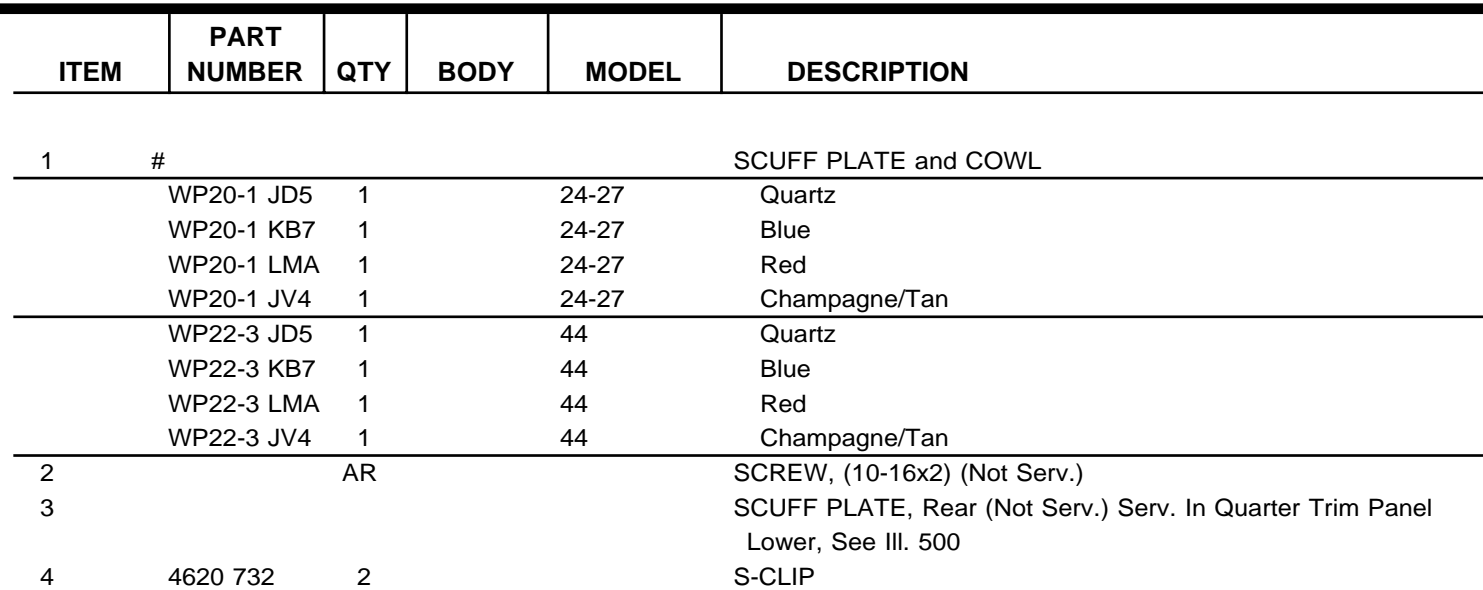 ITEM PART NUMBER QTY BODY MODEL DESCRIPTION
1 # SCUFF PLATE and COWL
WP20-1 JD5 1 24-27 Quartz
WP20-1 KB7 1 24-27 Blue
WP20-1 LMA 1 24-27 Red
WP20-1 JV4 1 24-27 Champagne/Tan
WP22-3 JD5 1 44 Quartz
WP22-3 KB7 1 44 Blue
WP22-3 LMA 1 44 Red
WP22-3 JV4 1 44 Champagne/Tan
2 AR SCREW, (10-16x2) (Not Serv.)
3 SCUFF PLATE, Rear (Not Serv.) Serv. In Quarter Trim Panel
Lower, See Ill. 500
4 4620 732 2 S-CLIP